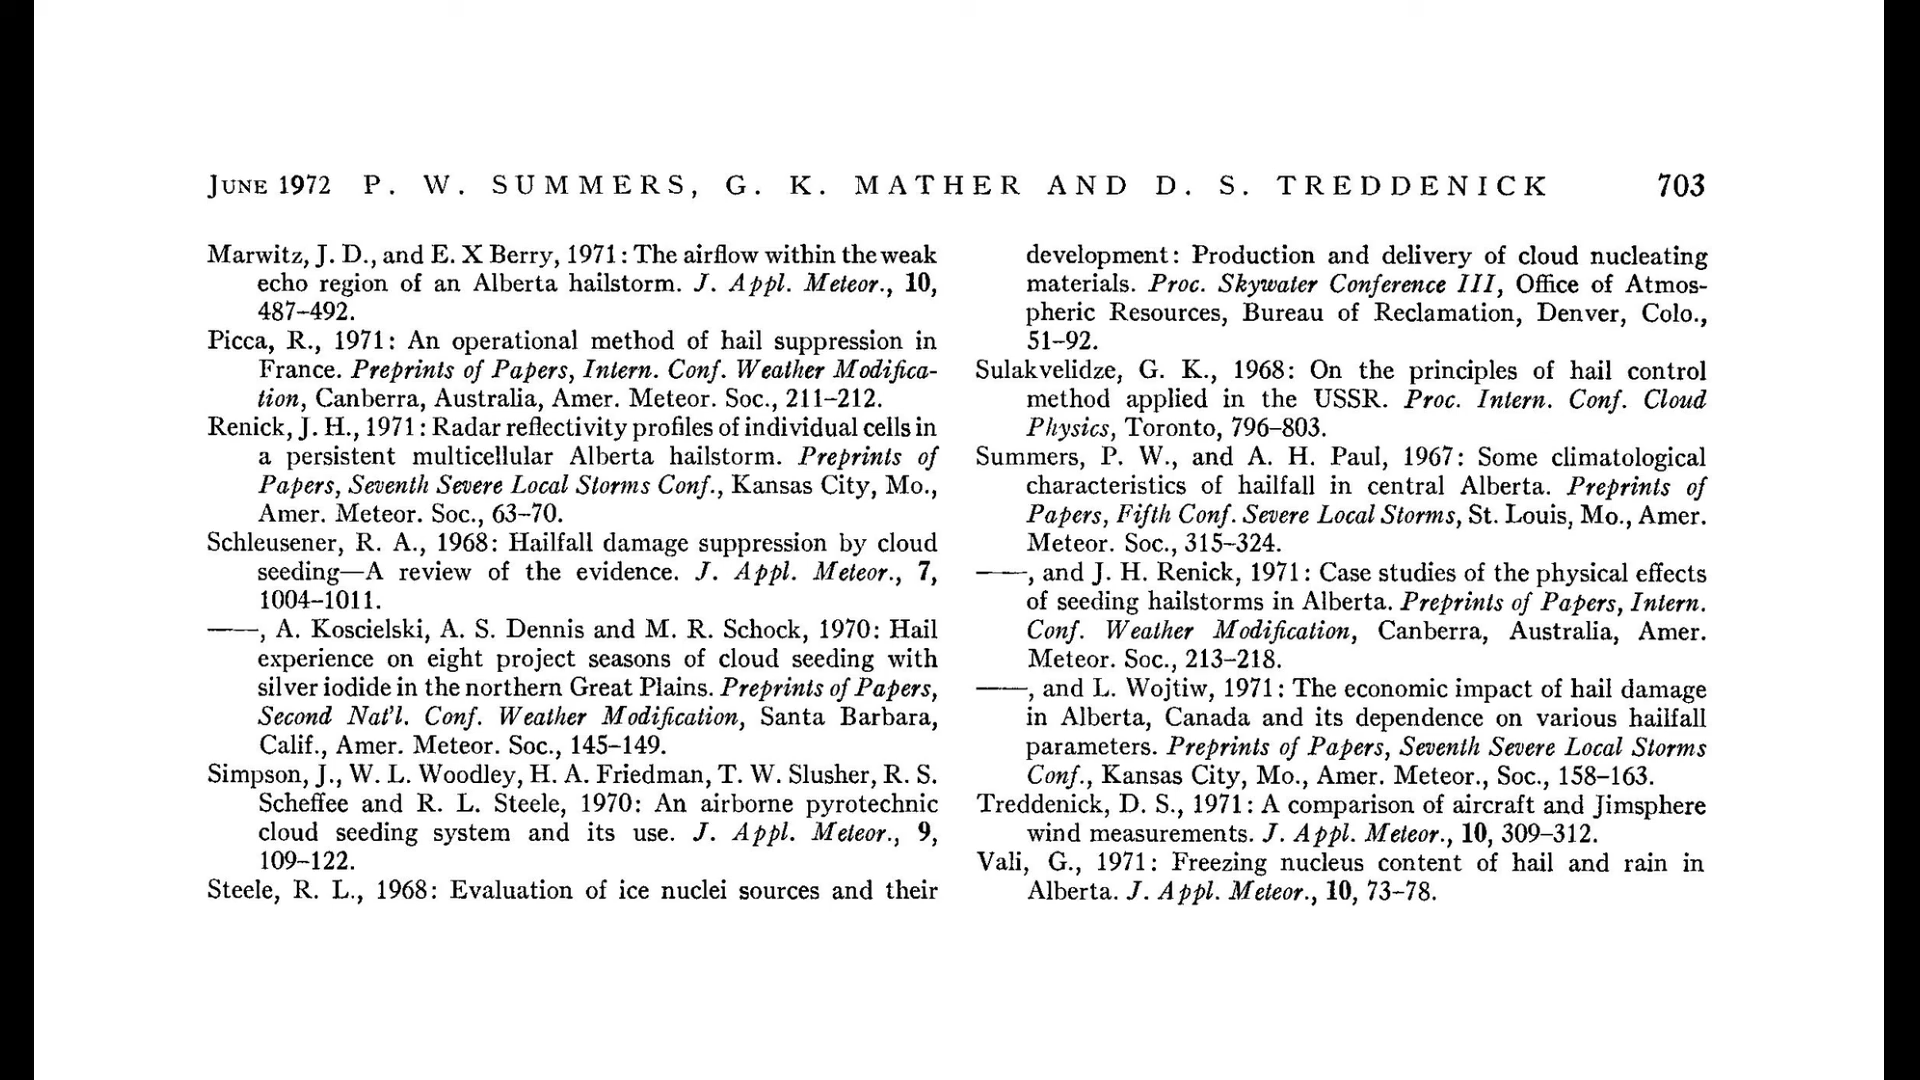 JUNE 1972 P. W. SUMMERS, G. K. MATHER AND D. S. TREDDENICK 703
Marwitz, J. D., and E. X Berry, 1971: The airflow within the weak
echo region of an Alberta hailstorm. J. Appl. Meteor., 10,
487–492.
Picca, R., 1971: An operational method of hail suppression in
France. Preprints of Papers, Intern. Conf. Weather Modifica-
tion, Canberra, Australia, Amer. Meteor. Soc., 211–212.
Renick, J. H., 1971: Radar reflectivity profiles of individual cells in
a persistent multicellular Alberta hailstorm. Preprints of
Papers, Seventh Severe Local Storms Conf., Kansas City, Mo.,
Amer. Meteor. Soc., 63–70.
Schleusener, R. A., 1968: Hailfall damage suppression by cloud
seeding—A review of the evidence. J. Appl. Meteor., 7,
1004–1011.
——, A. Koscielski, A. S. Dennis and M. R. Schock, 1970: Hail
experience on eight project seasons of cloud seeding with
silver iodide in the northern Great Plains. Preprints of Papers,
Second Nat'l. Conf. Weather Modification, Santa Barbara,
Calif., Amer. Meteor. Soc., 145–149.
Simpson, J., W. L. Woodley, H. A. Friedman, T. W. Slusher, R. S.
Scheffee and R. L. Steele, 1970: An airborne pyrotechnic
cloud seeding system and its use. J. Appl. Meteor., 9,
109–122.
Steele, R. L., 1968: Evaluation of ice nuclei sources and their
development: Production and delivery of cloud nucleating
materials. Proc. Skywater Conference III, Office of Atmos-
pheric Resources, Bureau of Reclamation, Denver, Colo.,
51–92.
Sulakvelidze, G. K., 1968: On the principles of hail control
method applied in the USSR. Proc. Intern. Conf. Cloud
Physics, Toronto, 796–803.
Summers, P. W., and A. H. Paul, 1967: Some climatological
characteristics of hailfall in central Alberta. Preprints of
Papers, Fifth Conf. Severe Local Storms, St. Louis, Mo., Amer.
Meteor. Soc., 315–324.
——, and J. H. Renick, 1971: Case studies of the physical effects
of seeding hailstorms in Alberta. Preprints of Papers, Intern.
Conf. Weather Modification, Canberra, Australia, Amer.
Meteor. Soc., 213–218.
——, and L. Wojtiw, 1971: The economic impact of hail damage
in Alberta, Canada and its dependence on various hailfall
parameters. Preprints of Papers, Seventh Severe Local Storms
Conf., Kansas City, Mo., Amer. Meteor., Soc., 158–163.
Treddenick, D. S., 1971: A comparison of aircraft and Jimsphere
wind measurements. J. Appl. Meteor., 10, 309–312.
Vali, G., 1971: Freezing nucleus content of hail and rain in
Alberta. J. Appl. Meteor., 10, 73–78.